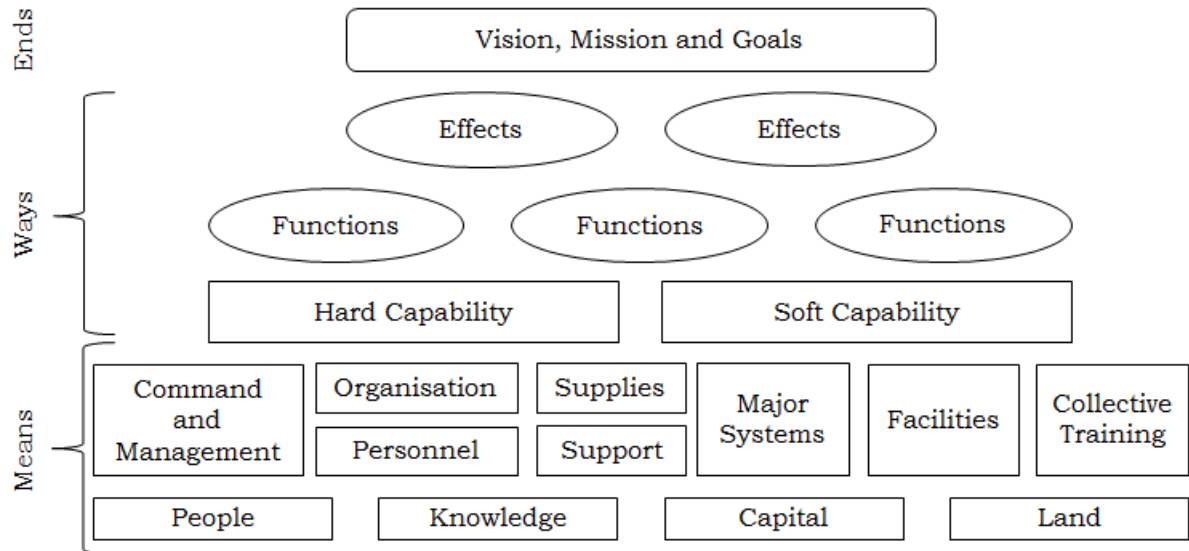 Ends
Vision, Mission and Goals
Ways
Effects
Effects
Functions
Functions
Functions
Hard Capability
Soft Capability
Means
Command
and
Management
Organisation
Personnel
Supplies
Support
Major
Systems
Facilities
Collective
Training
People
Knowledge
Capital
Land